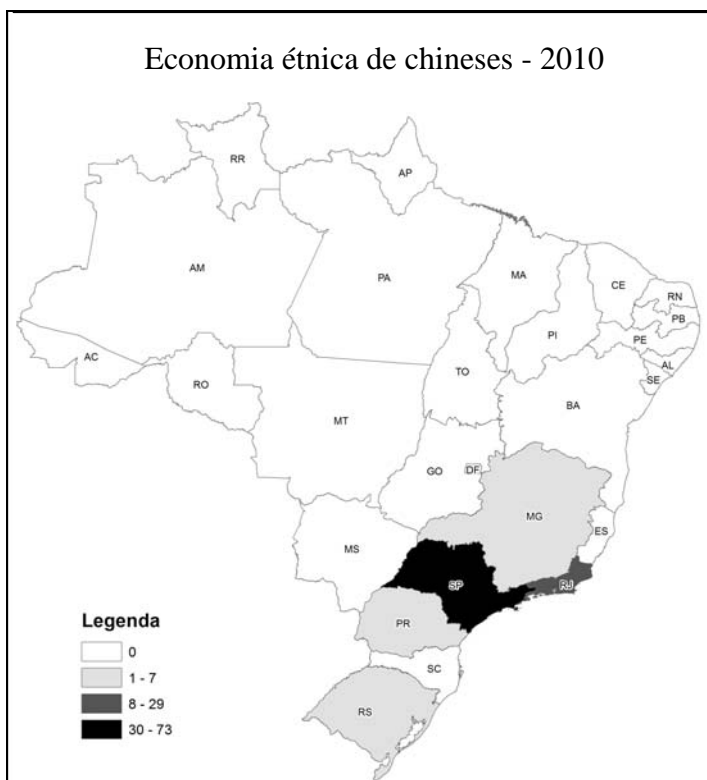 Economia étnica de chineses - 2010
RR
AP
AM
PA
MA
CE
RN
PB
PE
PI
AL
SE
AC
RO
TO
BA
MT
GO
DF
MG
ES
MS
SP
RJ
PR
SC
RS
Legenda
0
1 - 7
8 - 29
30 - 73